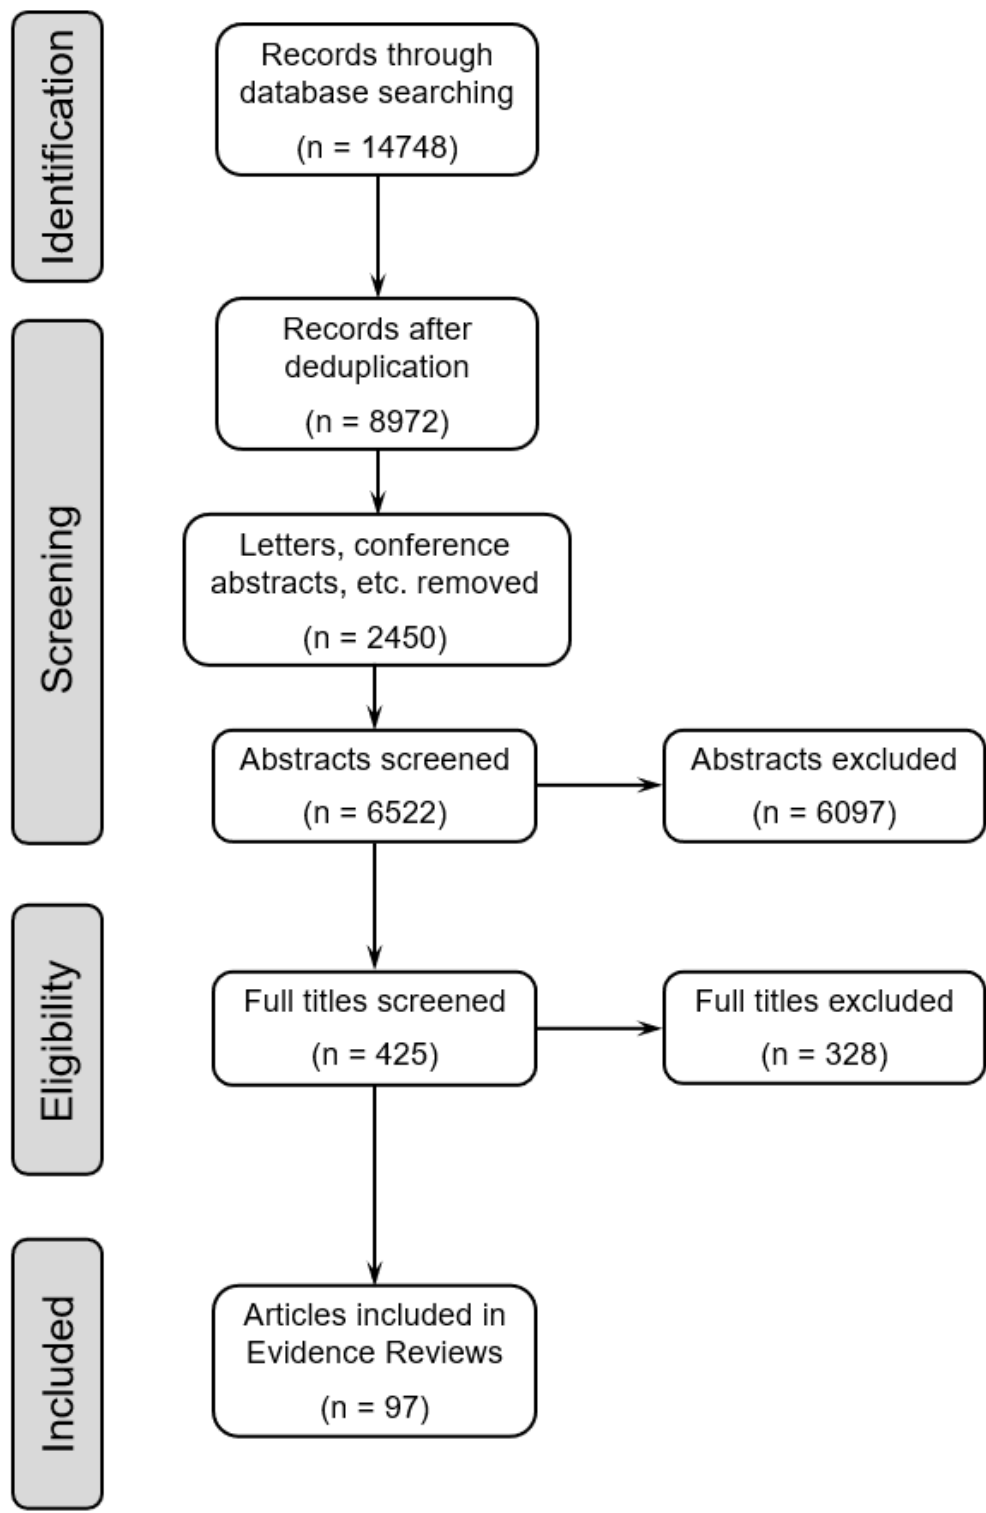 Identification
Records through
database searching
(n = 14748)
Screening
Records after
deduplication
(n = 8972)
Letters, conference
abstracts, etc. removed
(n = 2450)
Abstracts screened
(n = 6522)
Abstracts excluded
(n = 6097)
Eligibility
Full titles screened
(n = 425)
Full titles excluded
(n = 328)
Included
Articles included in
Evidence Reviews
(n = 97)